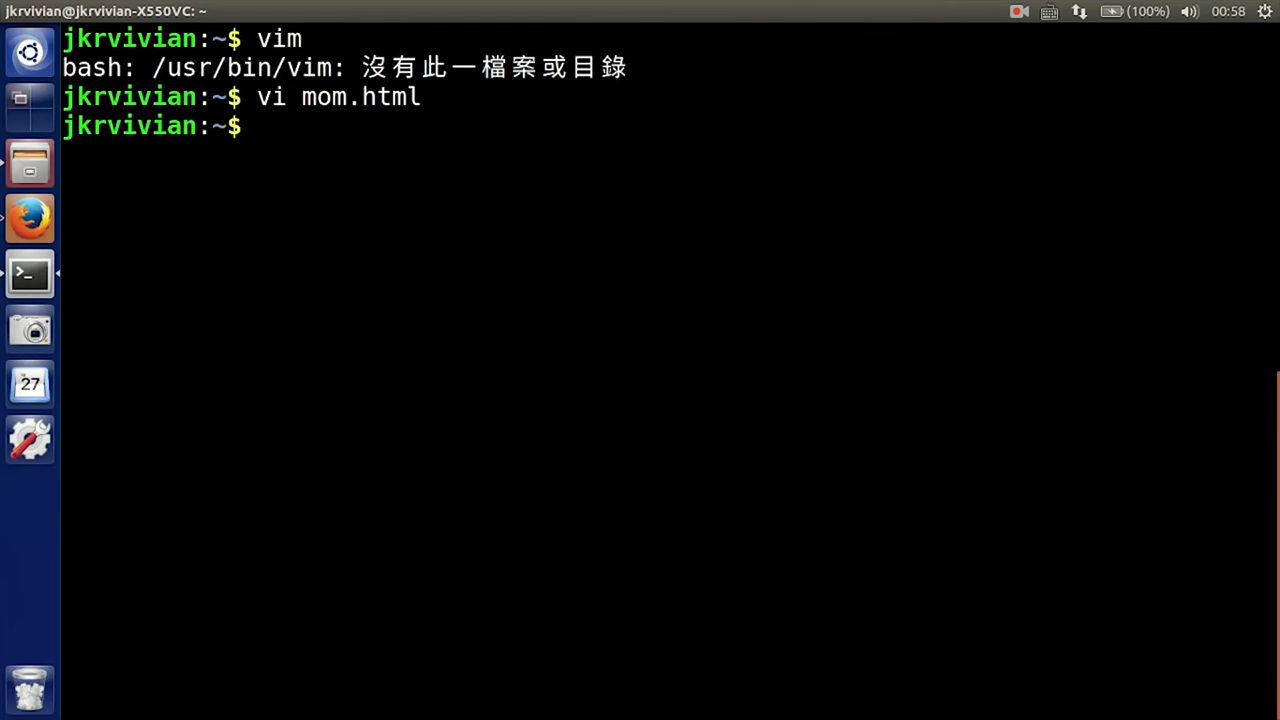 jkrvivian@jkrvivian-X550VC: ~
(100%)
00:58
jkrvivian:~$ vim
bash: /usr/bin/vim: 沒有此一檔案或目錄
jkrvivian:~$ vi mom.html
jkrvivian:~$
27